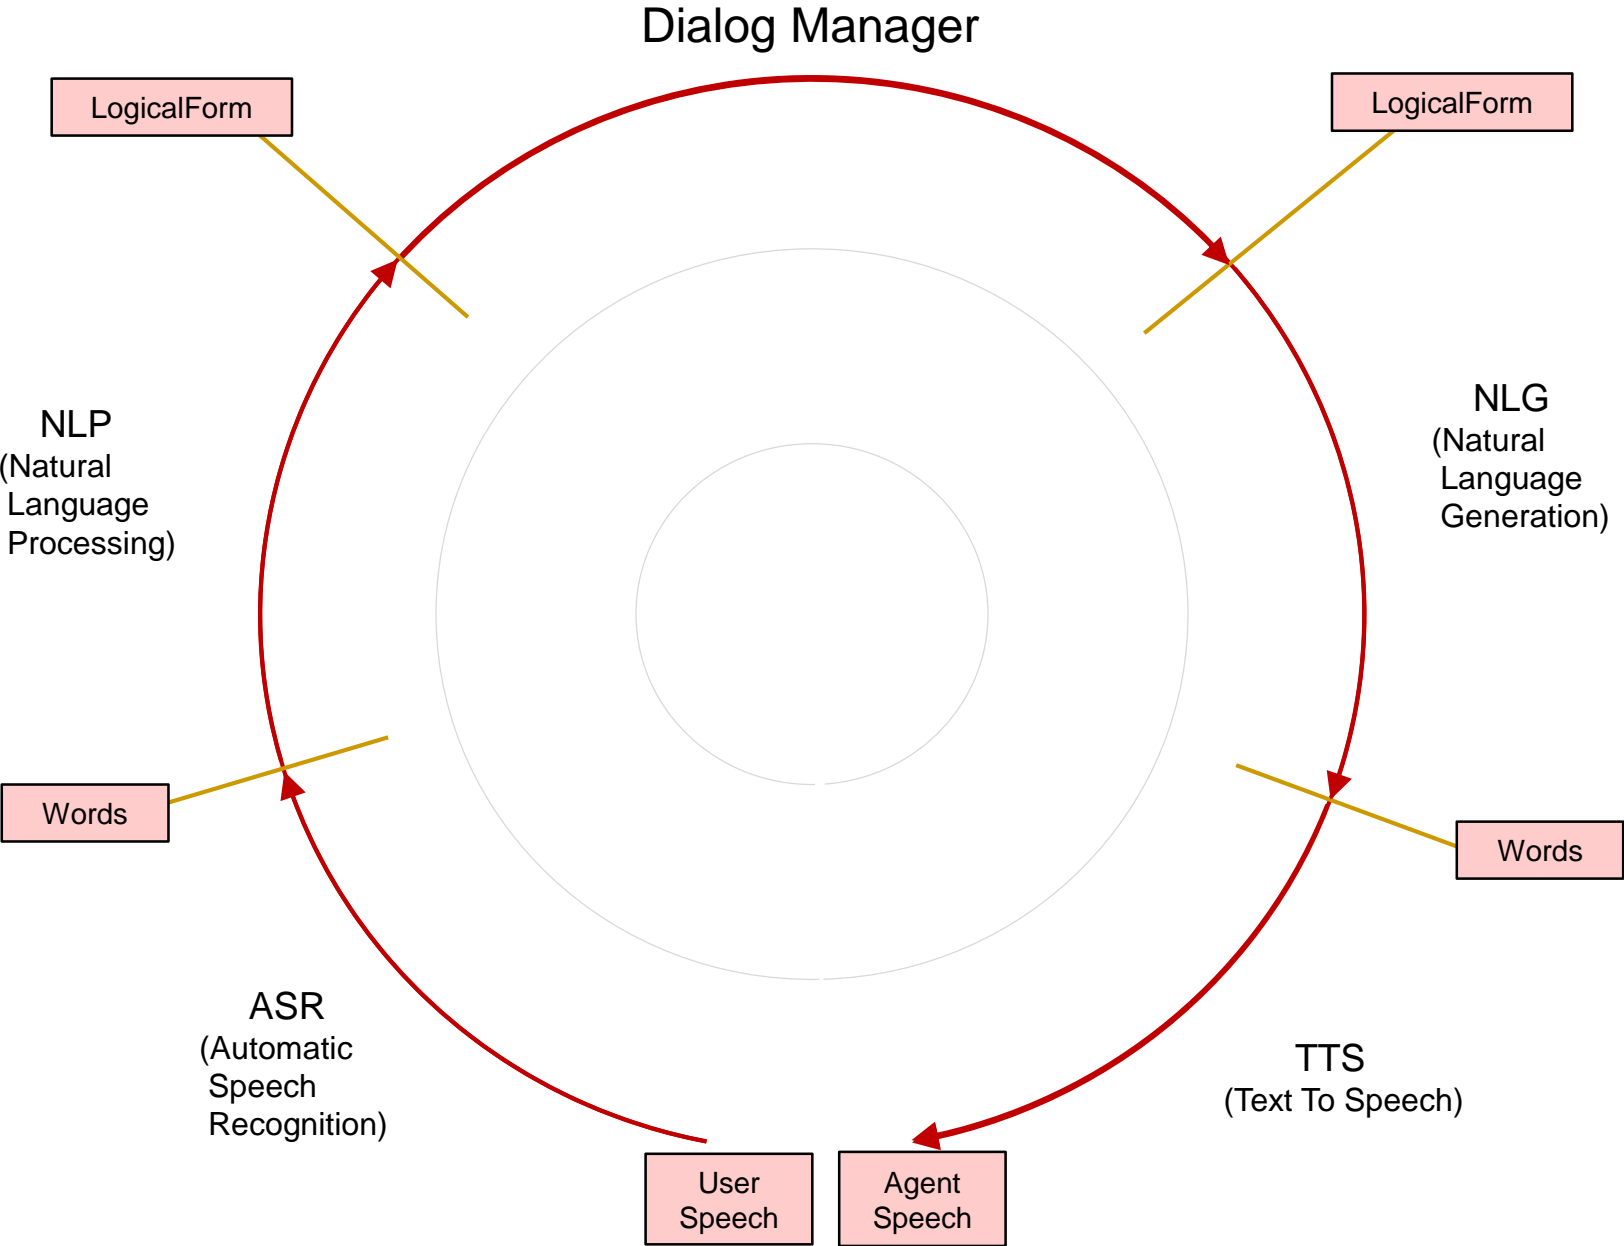 Dialog Manager
LogicalForm
LogicalForm
NLP
(Natural
Language
Processing)
NLG
(Natural
Language
Generation)
Words
Words
ASR
(Automatic
Speech
Recognition)
TTS
(Text To Speech)
User
Speech
Agent
Speech